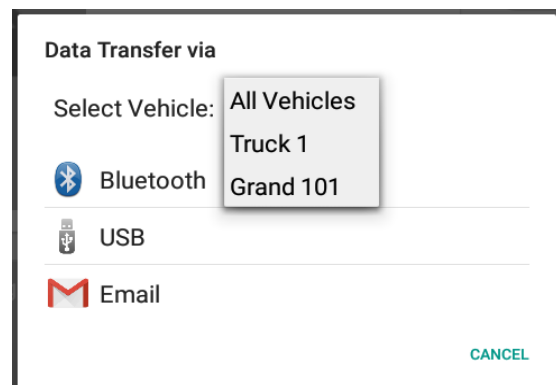 Data Transfer via
Select Vehicle: All Vehicles
Truck 1
Bluetooth
Grand 101
USB
Email
CANCEL